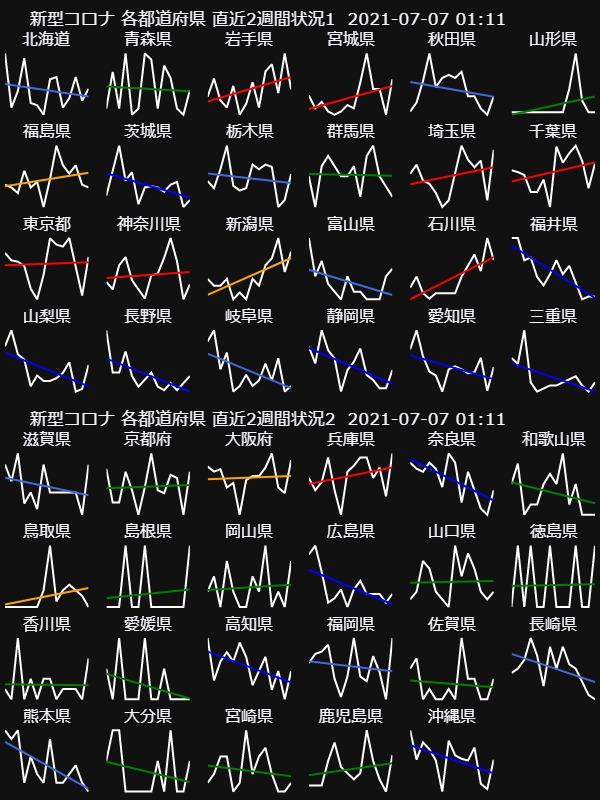 新型コロナ 各都道府県 直近2週間状況1 2021-07-07 01:11
北海道 青森県 岩手県 宮城県 秋田県 山形県
福島県 茨城県 栃木県 群馬県 埼玉県 千葉県
東京都 神奈川県 新潟県 富山県 石川県 福井県
山梨県 長野県 岐阜県 静岡県 愛知県 三重県
新型コロナ 各都道府県 直近2週間状況2 2021-07-07 01:11
滋賀県 京都府 大阪府 兵庫県 奈良県 和歌山県
鳥取県 島根県 岡山県 広島県 山口県 徳島県
香川県 愛媛県 高知県 福岡県 佐賀県 長崎県
熊本県 大分県 宮崎県 鹿児島県 沖縄県